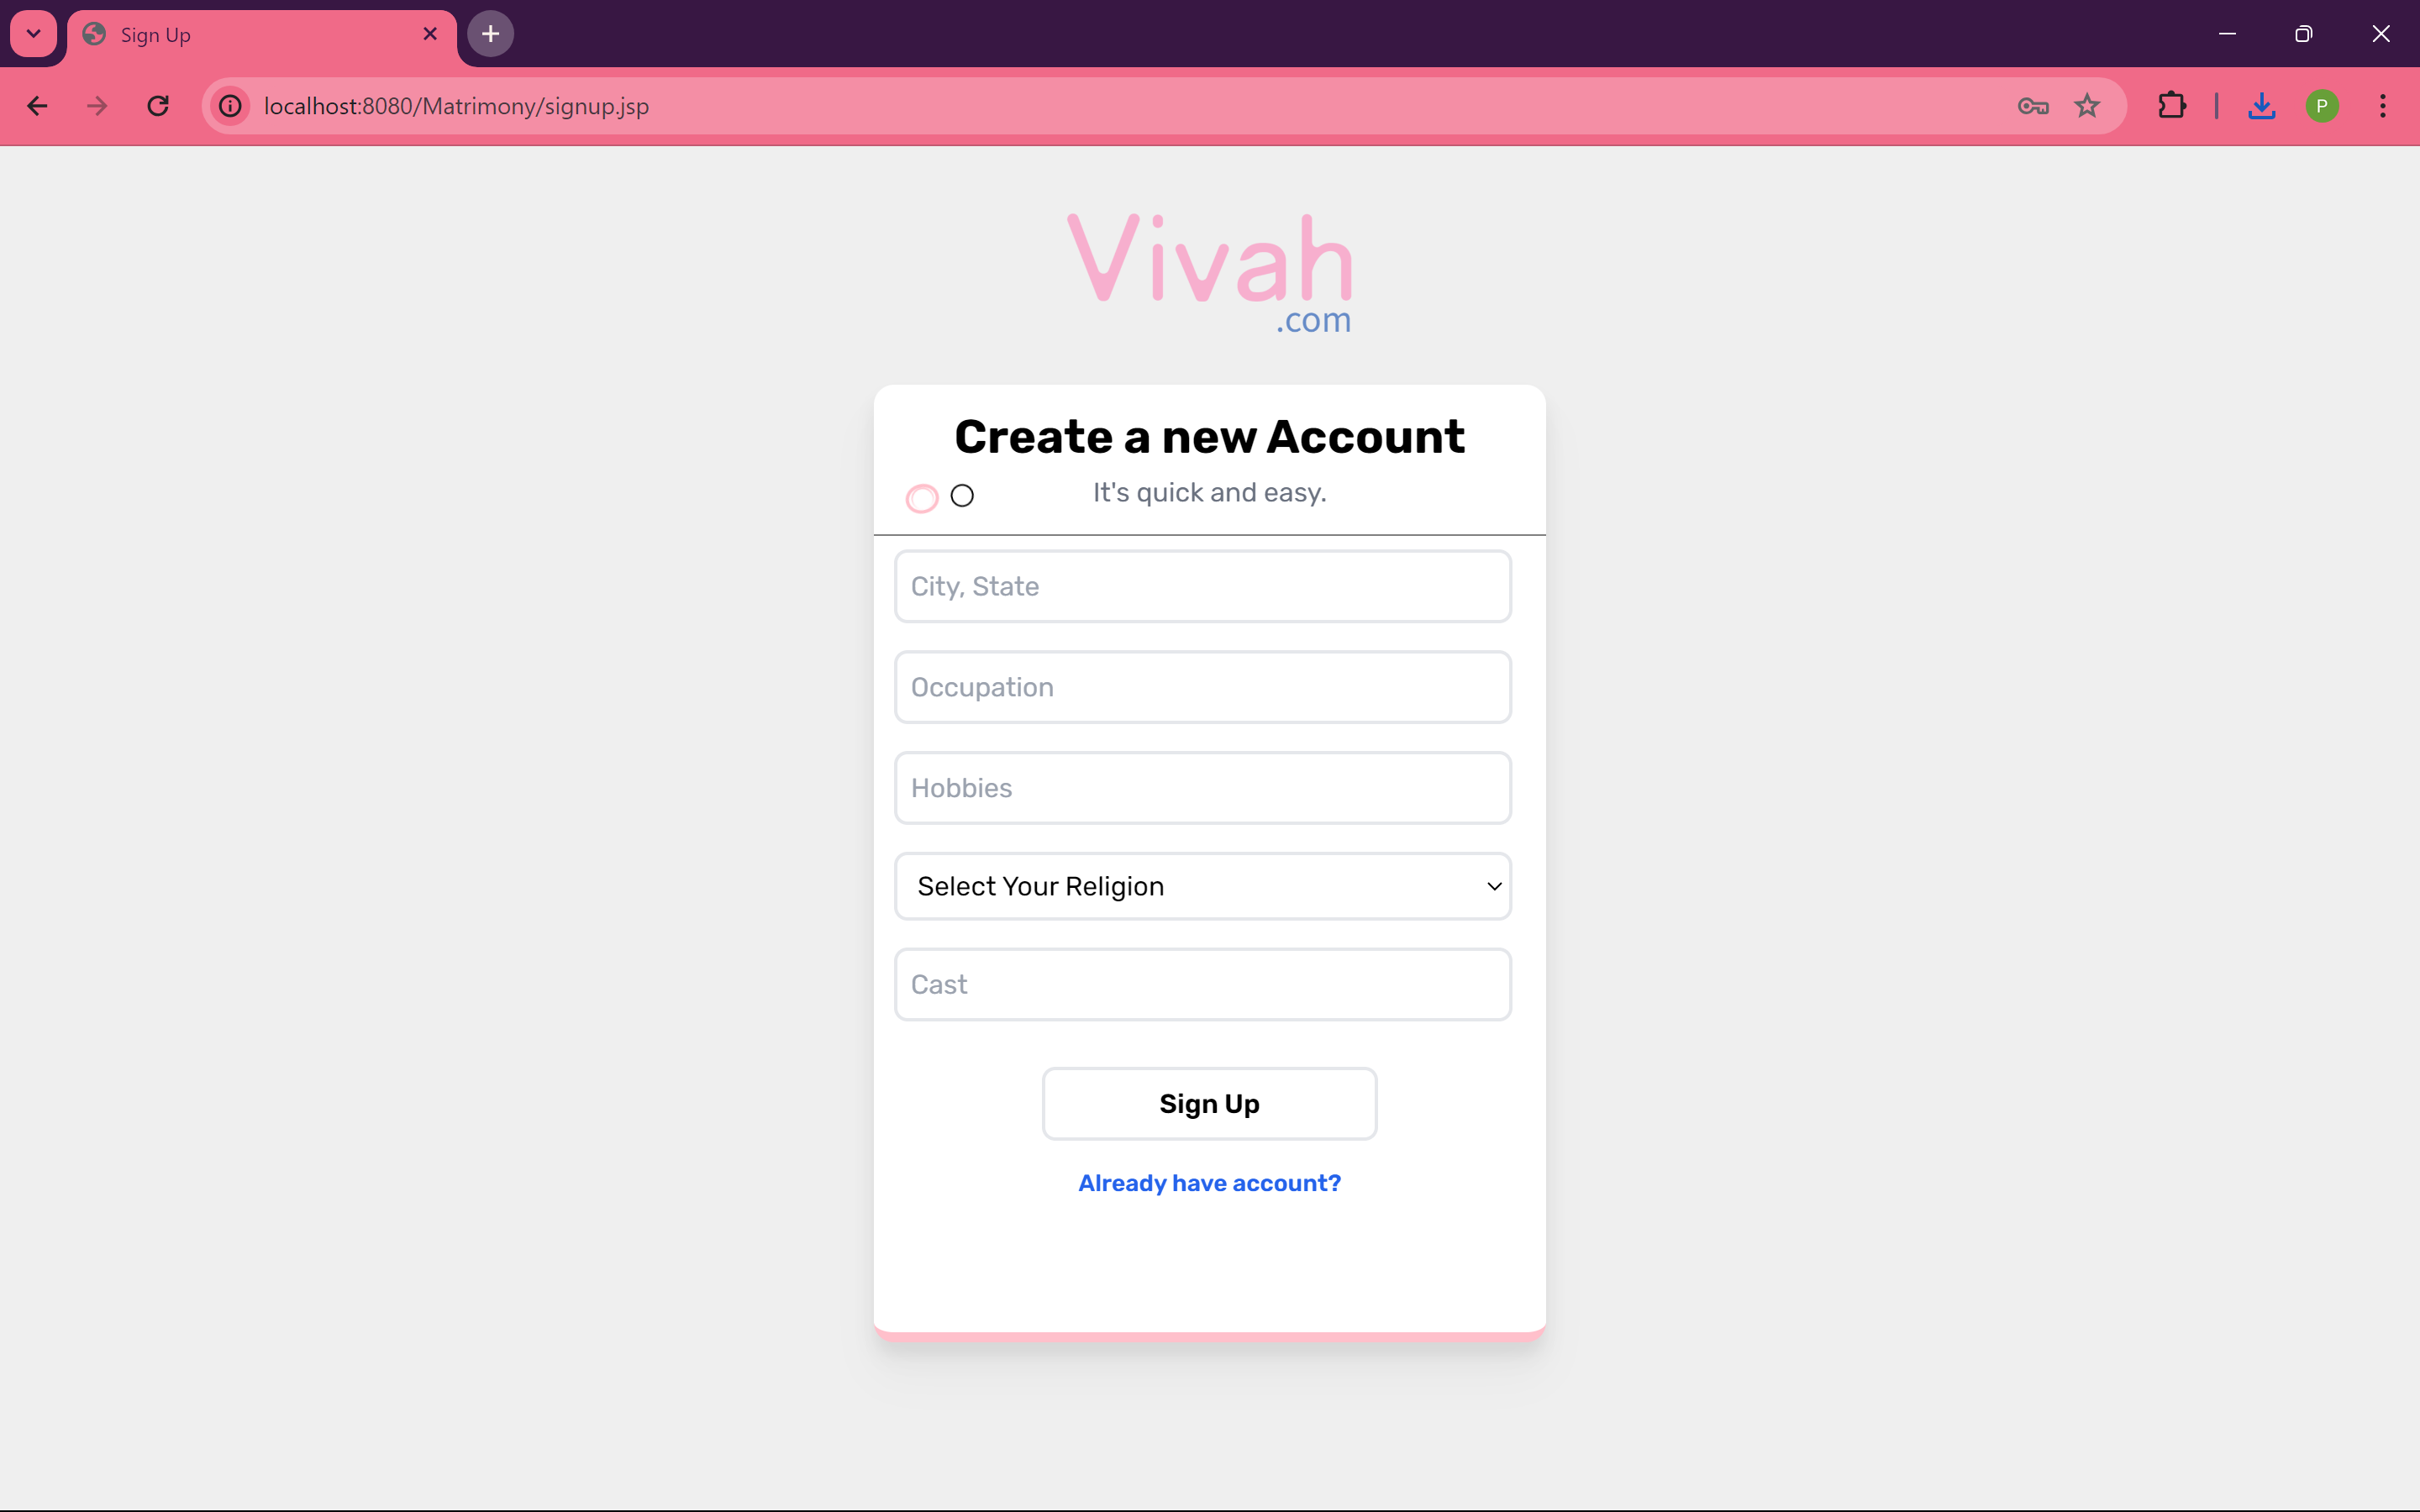 Sign Up
localhost:8080/Matrimony/signup.jsp
P
Vivah
.com
Create a new Account
It's quick and easy.
City, State
Occupation
Hobbies
Select Your Religion
Cast
Sign Up
Already have account?